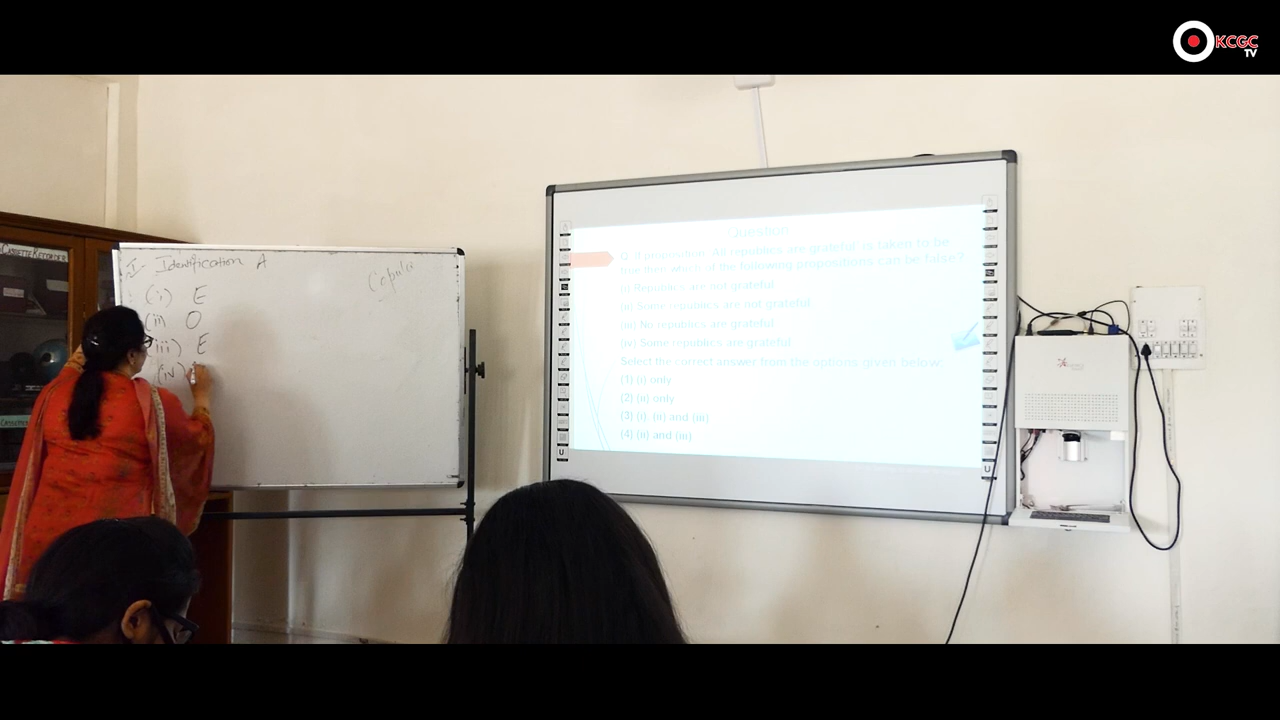 KCGC
TV
CASSETTE RECORDER
I- Identification A
Copula
(i) E
(ii) O
(iii) E
(iv)
Question
Q. If proposition 'All republics are grateful' is taken to be
true then which of the following propositions can be false?
(i) Republics are not grateful.
(ii) Some republics are not grateful.
(iii) No republics are grateful.
(iv) Some republics are grateful.
Select the correct answer from the options given below:
(1) (i) only
(2) (ii) only
(3) (i), (ii) and (iii)
(4) (ii) and (iii)
U
U